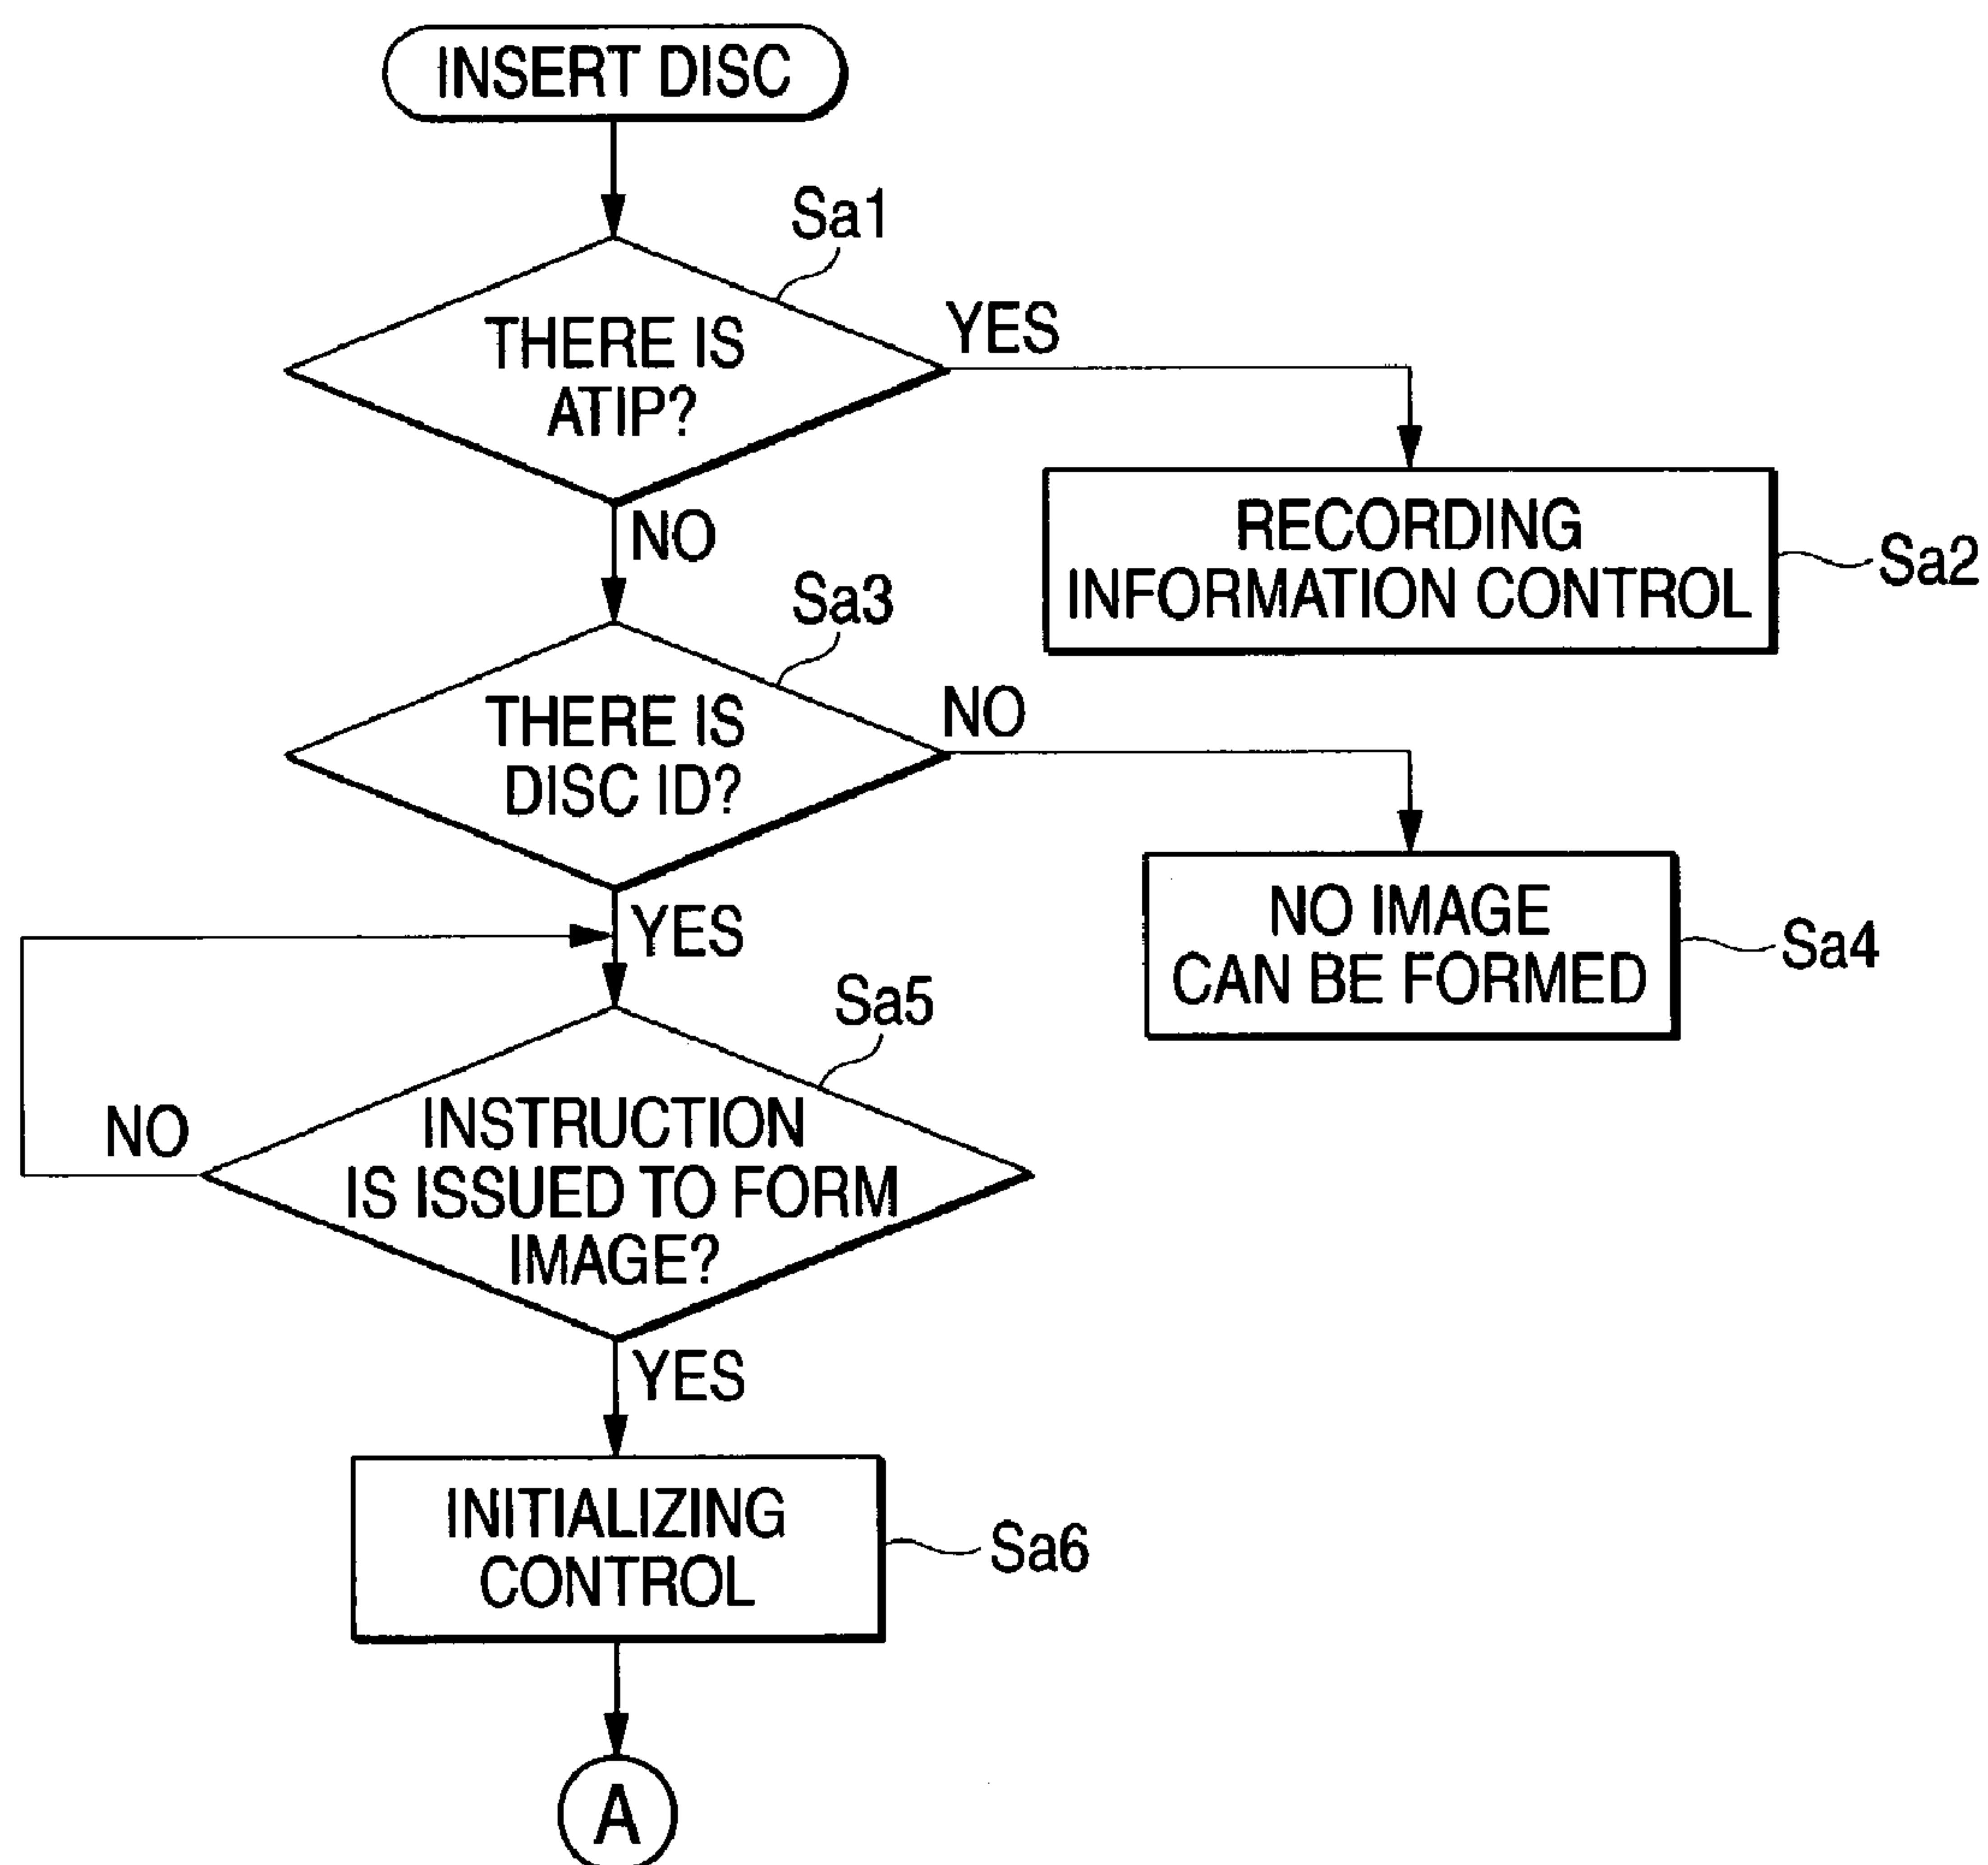 INSERT DISC
Sa1
THERE IS
ATIP?
YES
NO
RECORDING
INFORMATION CONTROL
Sa2
Sa3
THERE IS
DISC ID?
NO
YES
NO IMAGE
CAN BE FORMED
Sa4
Sa5
INSTRUCTION
IS ISSUED TO FORM
IMAGE?
NO
YES
INITIALIZING
CONTROL
Sa6
A